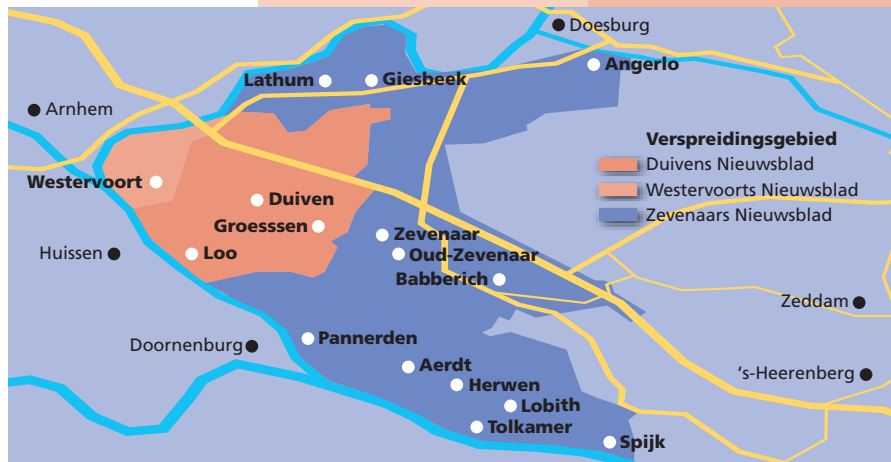 Doesburg
Angerlo
Lathum
Giesbeek
Arnhem
Verspreidingsgebied
Duivens Nieuwsblad
Westervoorts Nieuwsblad
Zevenaars Nieuwsblad
Westervoort
Duiven
Groesssen
Zevenaar
Huissen
Loo
Oud-Zevenaar
Babberich
Zeddam
Pannerden
Doornenburg
Aerdt
's-Heerenberg
Herwen
Lobith
Tolkamer
Spijk